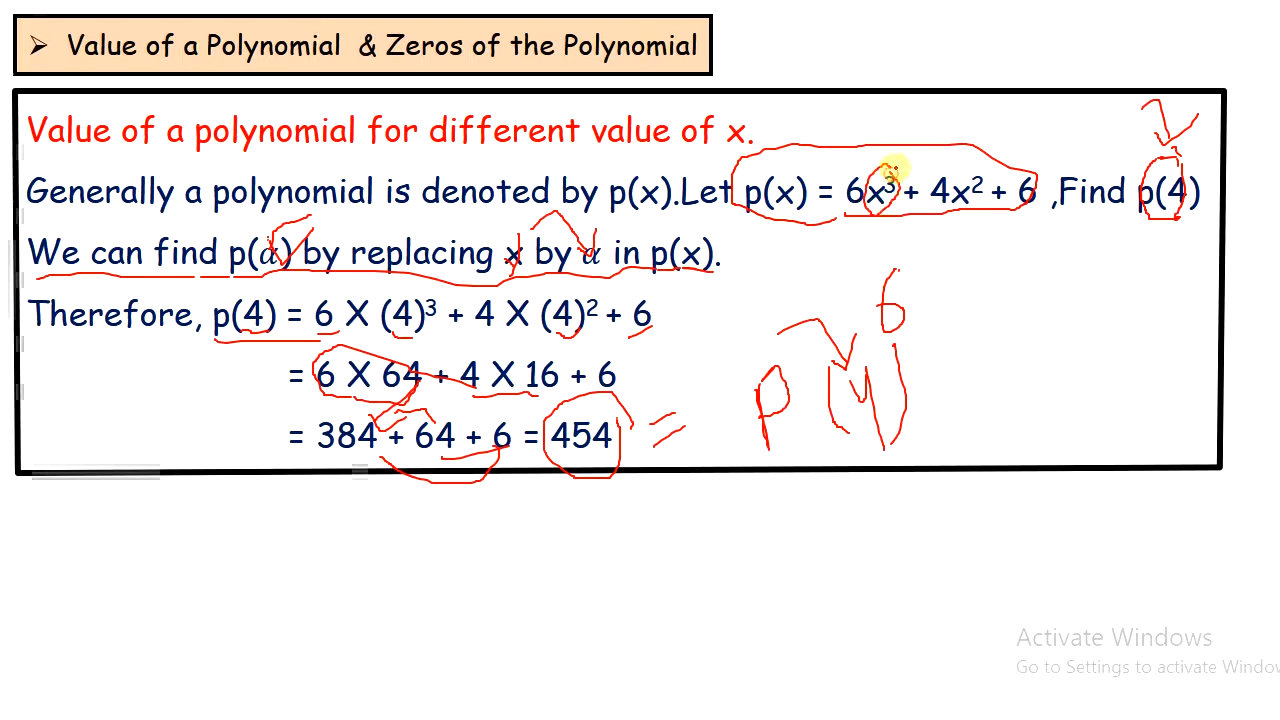 ➢ Value of a Polynomial & Zeros of the Polynomial
Value of a polynomial for different value of x.
Generally a polynomial is denoted by p(x).Let p(x) = 6x³ + 4x² + 6 ,Find p(4)
We can find p(α) by replacing x by α in p(x).
Therefore, p(4) = 6 X (4)³ + 4 X (4)² + 6
= 6 X 64 + 4 X 16 + 6
= 384 + 64 + 6 = 454 = p(4)
6
Activate Windows
Go to Settings to activate Window